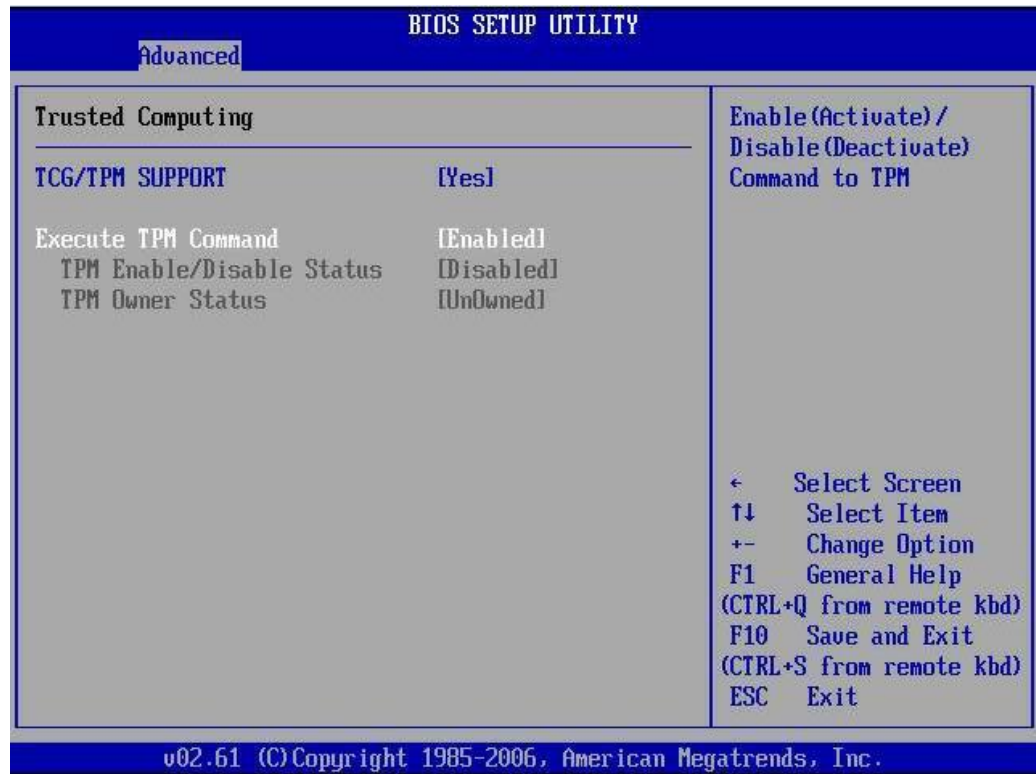 BIOS SETUP UTILITY
Advanced
Trusted Computing
TCG/TPM SUPPORT [Yes]
Execute TPM Command [Enabled]
TPM Enable/Disable Status [Disabled]
TPM Owner Status [UnOwned]
Enable(Activate)/
Disable(Deactivate)
Command to TPM
← Select Screen
↑↓ Select Item
+- Change Option
F1 General Help
(CTRL+Q from remote kbd)
F10 Save and Exit
(CTRL+S from remote kbd)
ESC Exit
v02.61 (C)Copyright 1985-2006, American Megatrends, Inc.